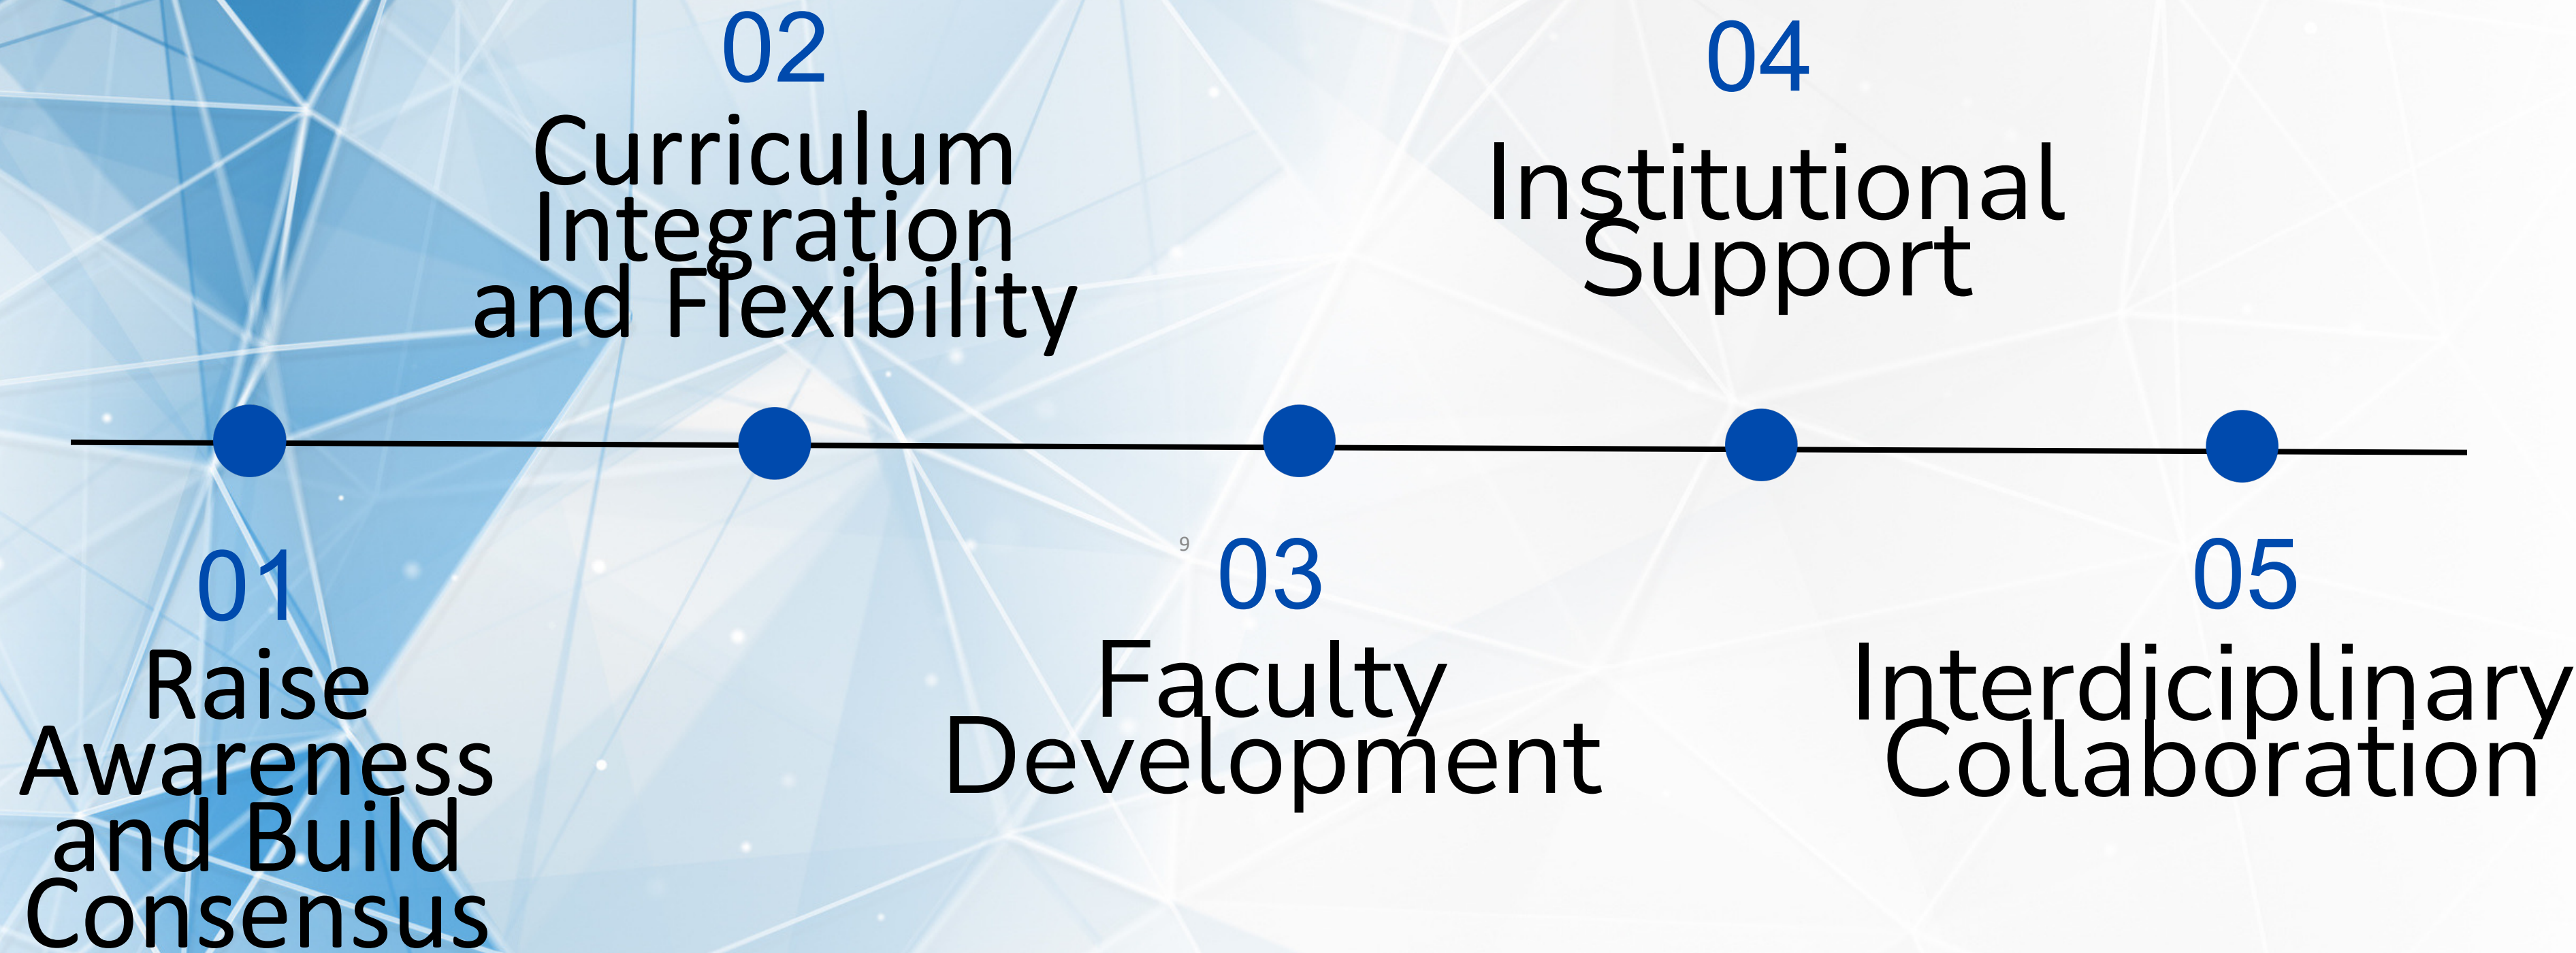 01
Raise
Awareness
and Build
Consensus
02
Curriculum
Integration
and Flexibility
03
Faculty
Development
04
Institutional
Support
05
Interdiciplinary
Collaboration
9